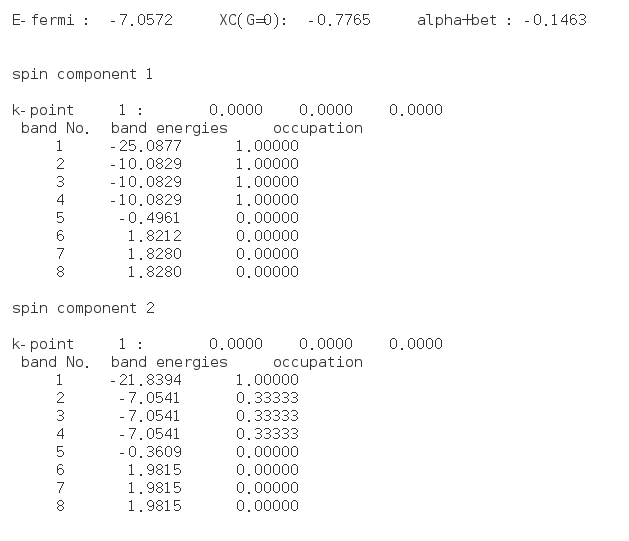 E-fermi :  -7.0572     XC(G=0):  -0.7765     alpha+bet : -0.1463
spin component 1
k-point     1 :       0.0000    0.0000    0.0000
 band No.  band energies     occupation
     1     -25.0877      1.00000
     2     -10.0829      1.00000
     3     -10.0829      1.00000
     4     -10.0829      1.00000
     5      -0.4961      0.00000
     6       1.8212      0.00000
     7       1.8280      0.00000
     8       1.8280      0.00000
spin component 2
k-point     1 :       0.0000    0.0000    0.0000
 band No.  band energies     occupation
     1     -21.8394      1.00000
     2      -7.0541      0.33333
     3      -7.0541      0.33333
     4      -7.0541      0.33333
     5      -0.3609      0.00000
     6       1.9815      0.00000
     7       1.9815      0.00000
     8       1.9815      0.00000